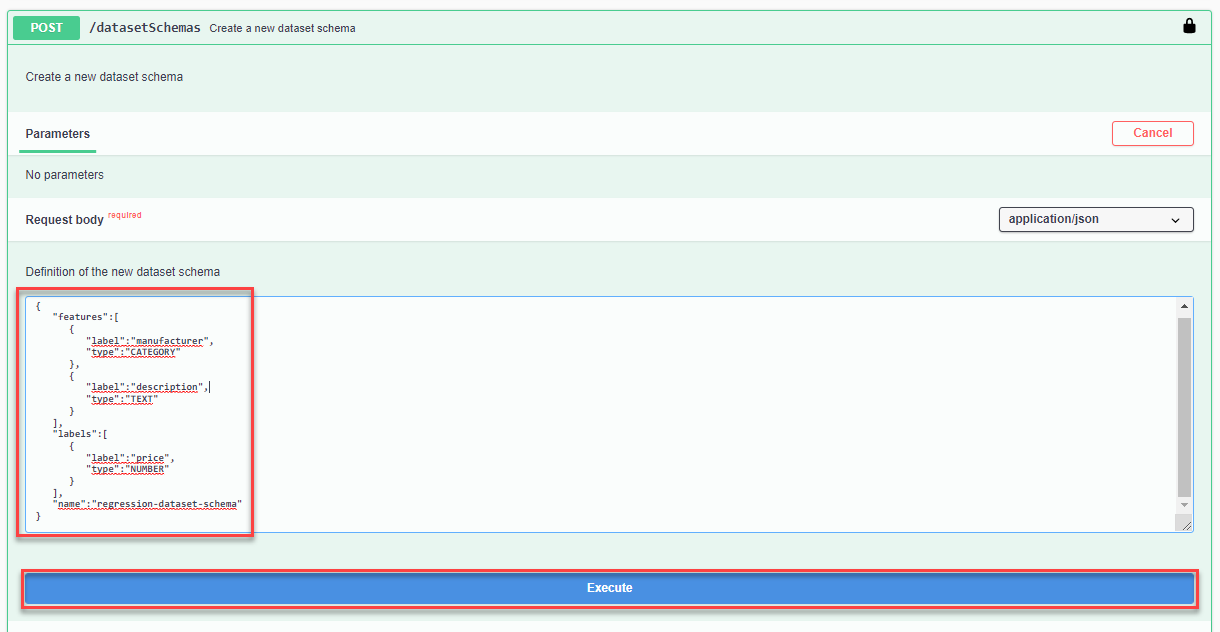 POST /datasetSchemas Create a new dataset schema
Create a new dataset schema
Parameters Cancel
No parameters
Request body required application/json
Definition of the new dataset schema
{
"features":[
{
"label":"manufacturer",
"type":"CATEGORY"
},
{
"label":"description",
"type":"TEXT"
}
],
"labels":[
{
"label":"price",
"type":"NUMBER"
}
],
"name":"regression-dataset-schema"
}
Execute